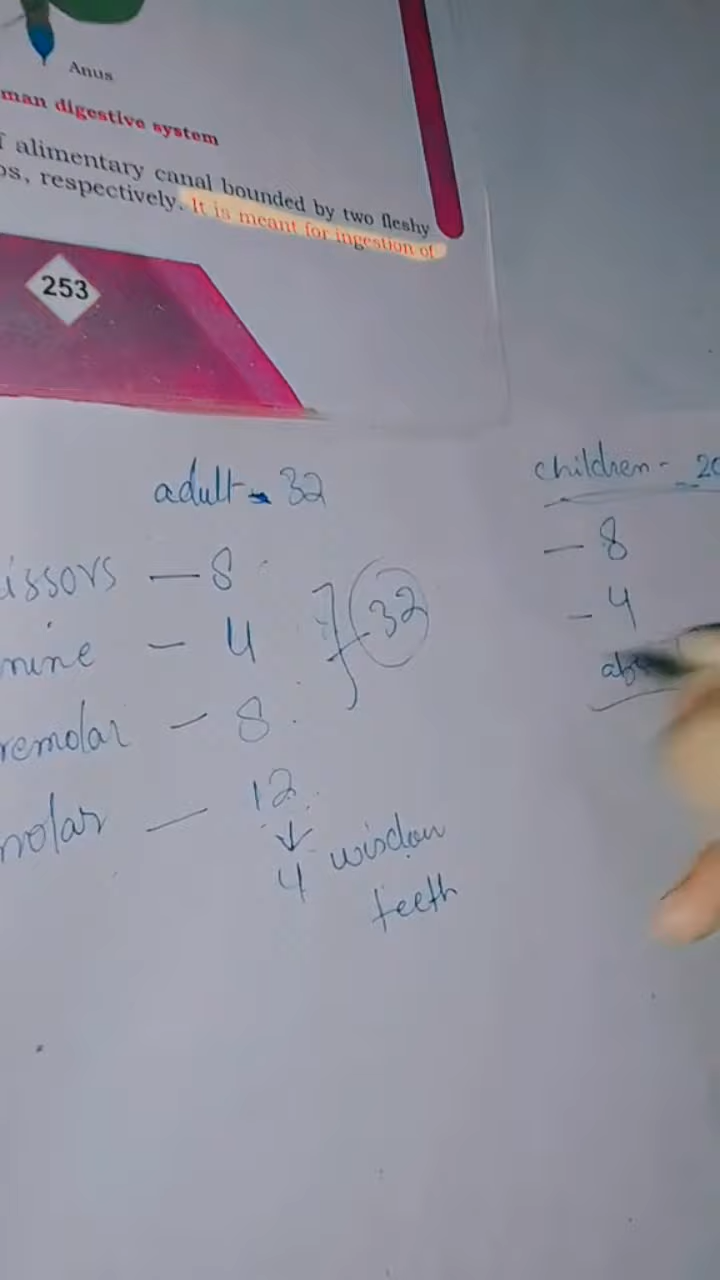 Anus
man digestive system
f alimentary canal bounded by two fleshy
os, respectively. It is meant for ingestion of
253
adult - 32
issors — 8
nine — 4
remolar — 8
molar — 12
32
4 wisdom
teeth
children - 20
— 8
- 4